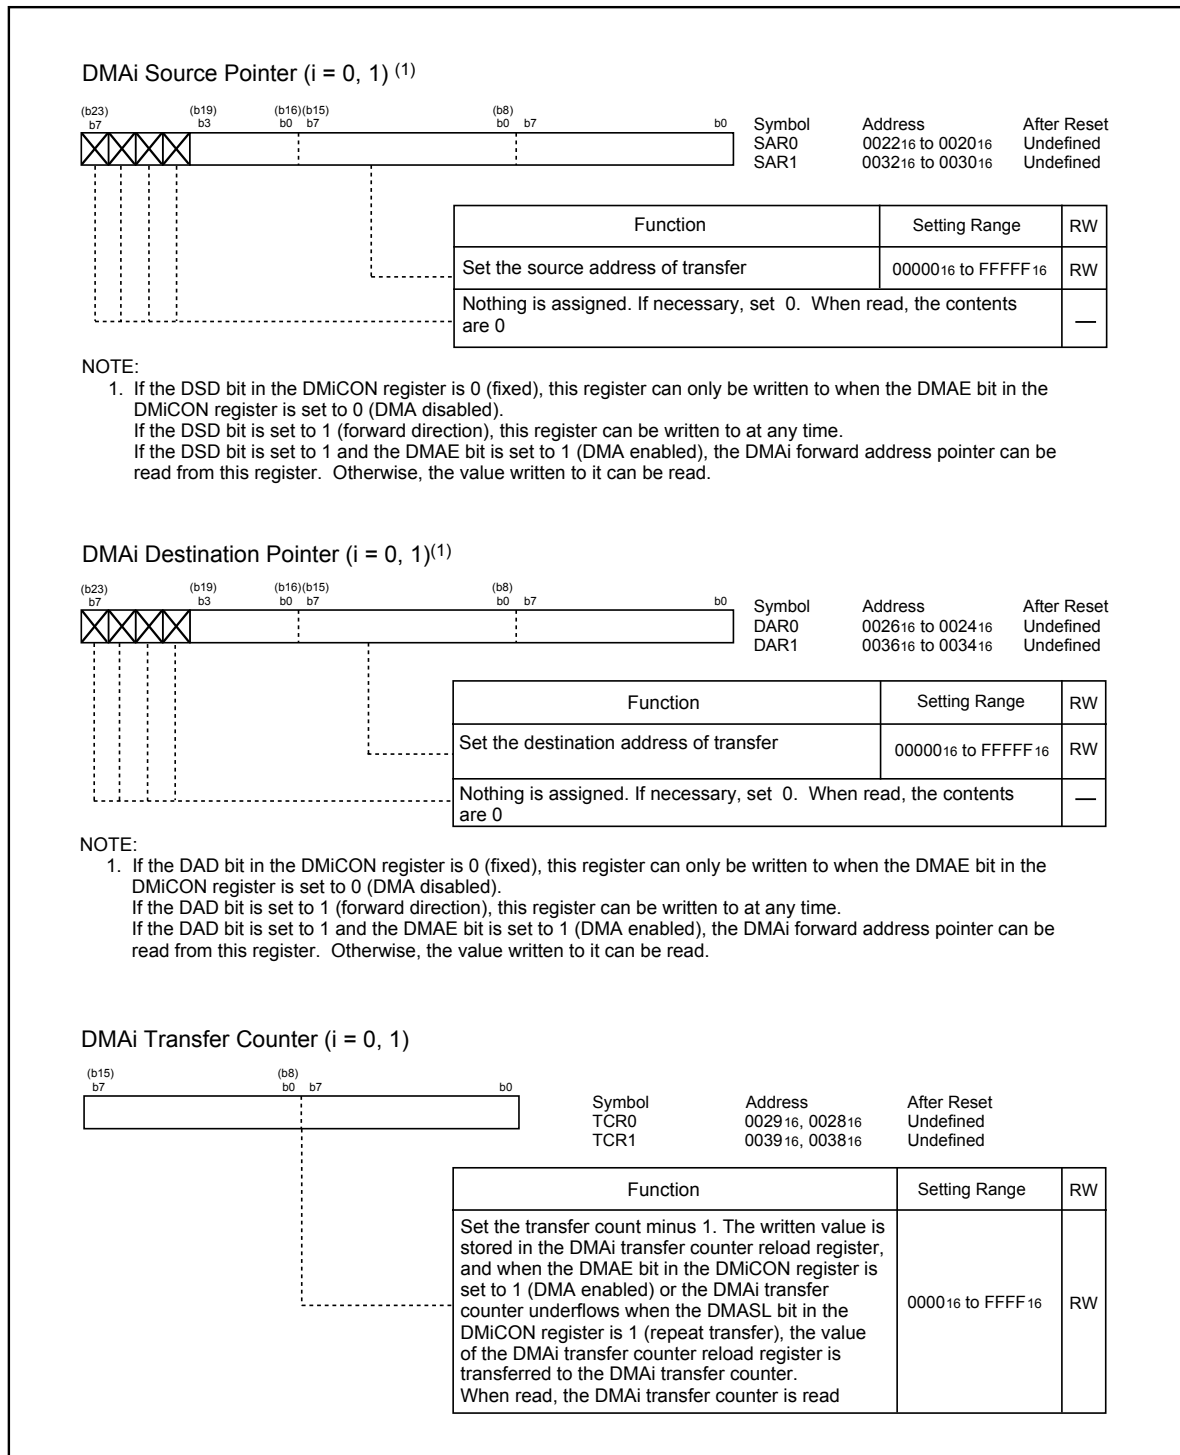 DMAi Source Pointer (i = 0, 1) (1)
(b23) (b19) (b16)(b15) (b8)
b7 b3 b0 b7 b0 b7 b0
Symbol Address After Reset
SAR0 002216 to 002016 Undefined
SAR1 003216 to 003016 Undefined
Function Setting Range RW
Set the source address of transfer 0000016 to FFFFF16 RW
Nothing is assigned. If necessary, set 0. When read, the contents
are 0 —
NOTE:
1. If the DSD bit in the DMiCON register is 0 (fixed), this register can only be written to when the DMAE bit in the
DMiCON register is set to 0 (DMA disabled).
If the DSD bit is set to 1 (forward direction), this register can be written to at any time.
If the DSD bit is set to 1 and the DMAE bit is set to 1 (DMA enabled), the DMAi forward address pointer can be
read from this register. Otherwise, the value written to it can be read.
DMAi Destination Pointer (i = 0, 1)(1)
(b23) (b19) (b16)(b15) (b8)
b7 b3 b0 b7 b0 b7 b0
Symbol Address After Reset
DAR0 002616 to 002416 Undefined
DAR1 003616 to 003416 Undefined
Function Setting Range RW
Set the destination address of transfer 0000016 to FFFFF16 RW
Nothing is assigned. If necessary, set 0. When read, the contents
are 0 —
NOTE:
1. If the DAD bit in the DMiCON register is 0 (fixed), this register can only be written to when the DMAE bit in the
DMiCON register is set to 0 (DMA disabled).
If the DAD bit is set to 1 (forward direction), this register can be written to at any time.
If the DAD bit is set to 1 and the DMAE bit is set to 1 (DMA enabled), the DMAi forward address pointer can be
read from this register. Otherwise, the value written to it can be read.
DMAi Transfer Counter (i = 0, 1)
(b15) (b8)
b7 b0 b7 b0
Symbol Address After Reset
TCR0 002916, 002816 Undefined
TCR1 003916, 003816 Undefined
Function Setting Range RW
Set the transfer count minus 1. The written value is
stored in the DMAi transfer counter reload register,
and when the DMAE bit in the DMiCON register is
set to 1 (DMA enabled) or the DMAi transfer
counter underflows when the DMASL bit in the
DMiCON register is 1 (repeat transfer), the value
of the DMAi transfer counter reload register is
transferred to the DMAi transfer counter.
When read, the DMAi transfer counter is read
000016 to FFFF16 RW